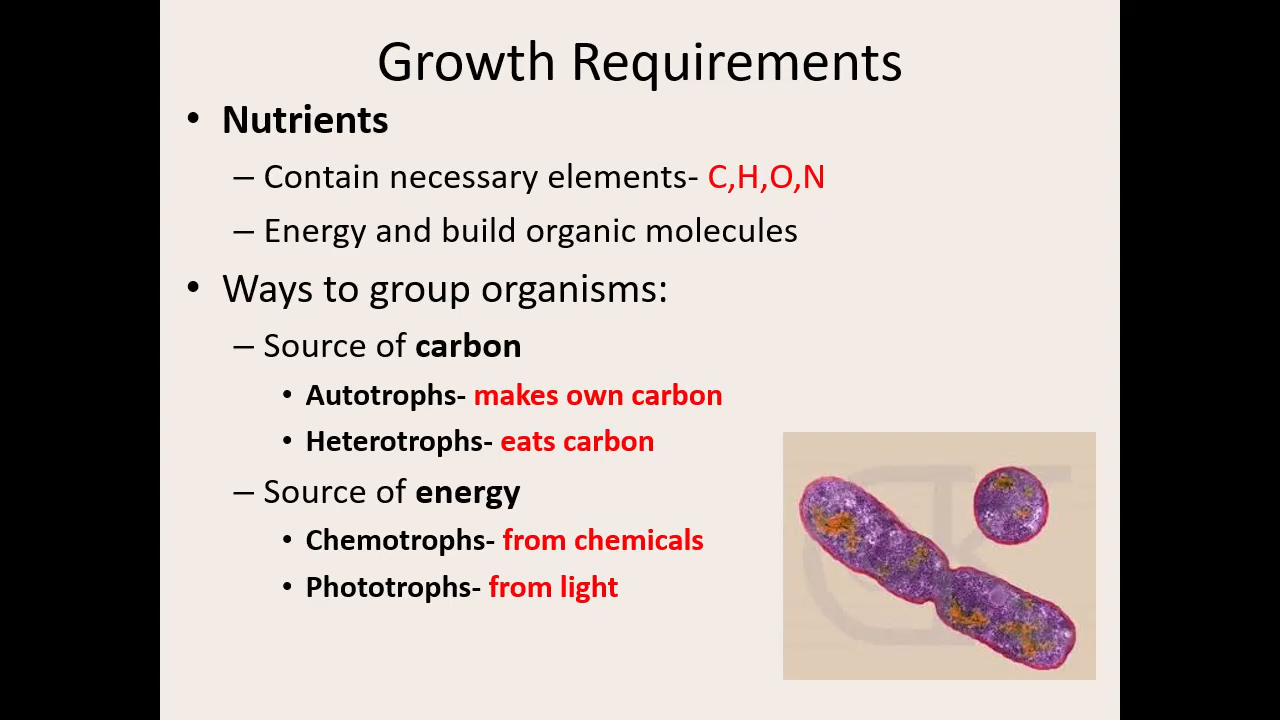 Growth Requirements
• Nutrients
– Contain necessary elements- C,H,O,N
– Energy and build organic molecules
• Ways to group organisms:
– Source of carbon
• Autotrophs- makes own carbon
• Heterotrophs- eats carbon
– Source of energy
• Chemotrophs- from chemicals
• Phototrophs- from light